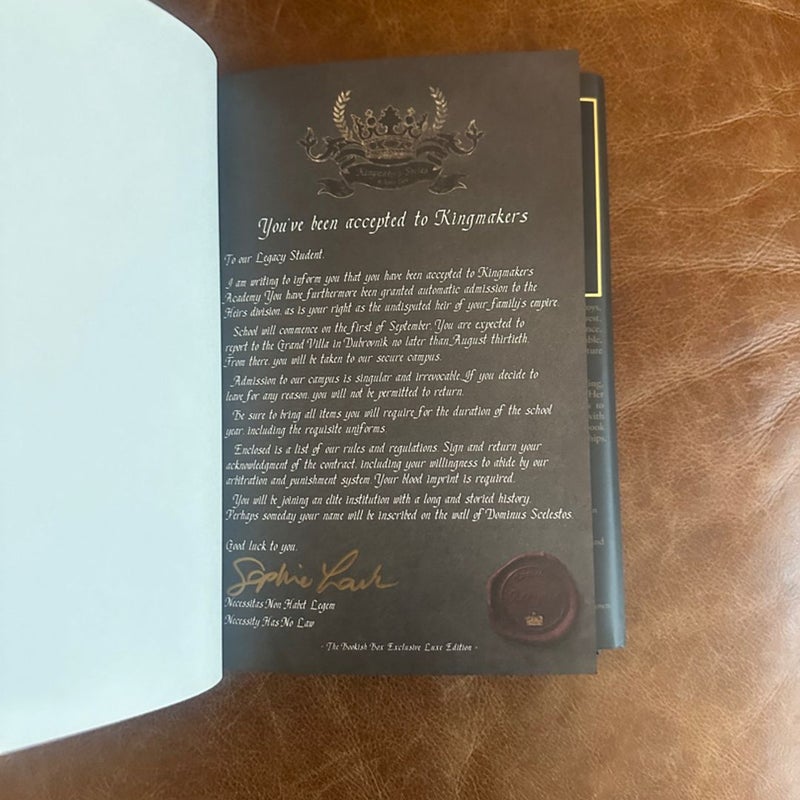 Kingmakers Series
You've been accepted to Kingmakers
To our Legacy Student,
I am writing to inform you that you have been accepted to Kingmakers
Academy. You have furthermore been granted automatic admission to the
Heirs division, as is your right as the undisputed heir of your family's empire.
School will commence on the first of September. You are expected to
report to the Grand Villa in Dubrovnik no later than August thirtieth.
From there, you will be taken to our secure campus.
Admission to our campus is singular and irrevocable. If you decide to
leave for any reason, you will not be permitted to return.
Be sure to bring all items you will require for the duration of the school
year, including the requisite uniforms.
Enclosed is a list of our rules and regulations. Sign and return your
acknowledgment of the contract, including your willingness to abide by our
arbitration and punishment system. Your blood imprint is required.
You will be joining an elite institution with a long and storied history.
Perhaps someday your name will be inscribed on the wall of Dominus Scelestos.
Good luck to you,
Sophie Lark
Necessitas Non Habet Legem
Necessity Has No Law
- The Bookish Box Exclusive Luxe Edition -